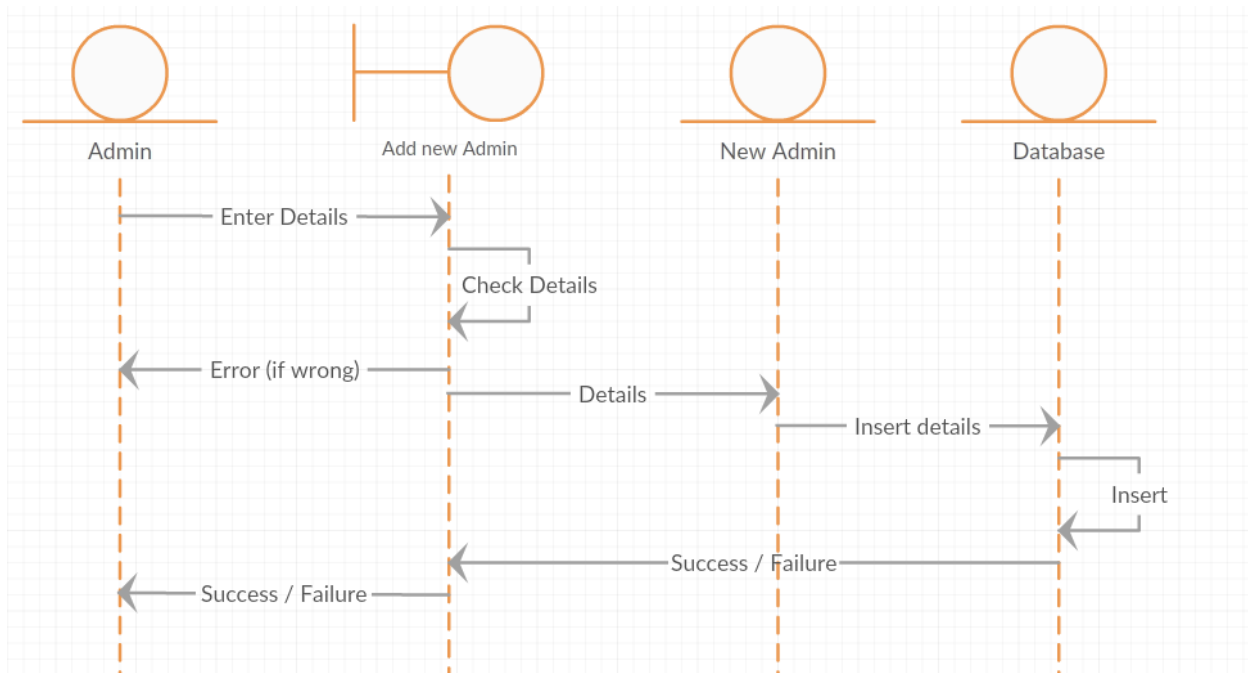 Admin
Add new Admin
New Admin
Database
Enter Details
Check Details
Error (if wrong)
Details
Insert details
Insert
Success / Failure
Success / Failure